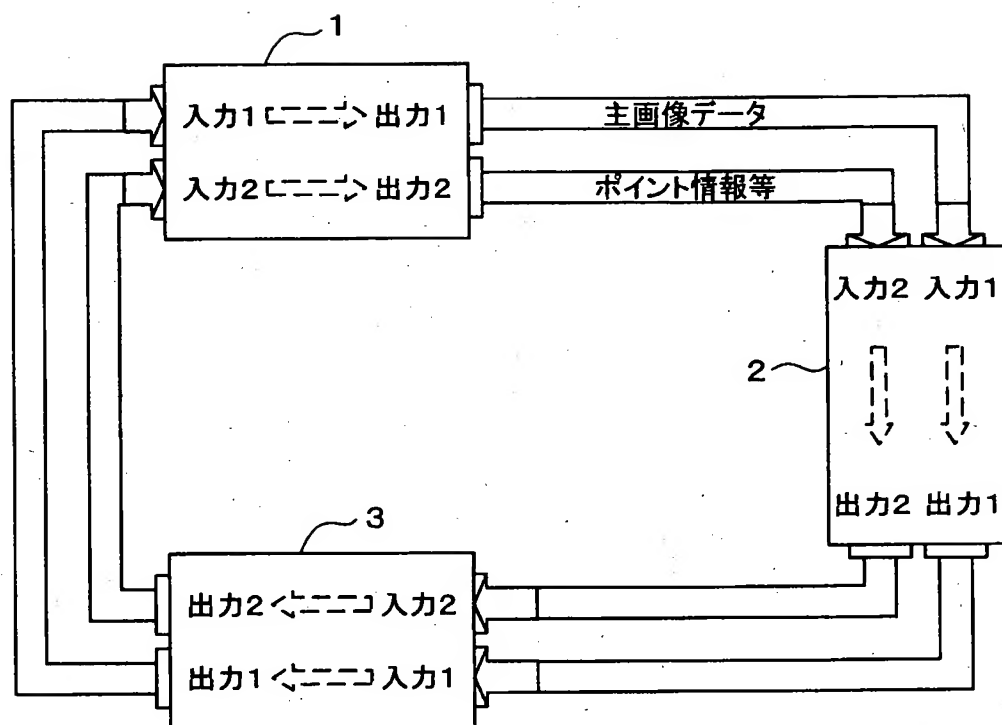 1
入力1 出力1
入力2 出力2
主画像データ
ポイント情報等
入力2 入力1
2
出力2 出力1
3
出力2 入力2
出力1 入力1